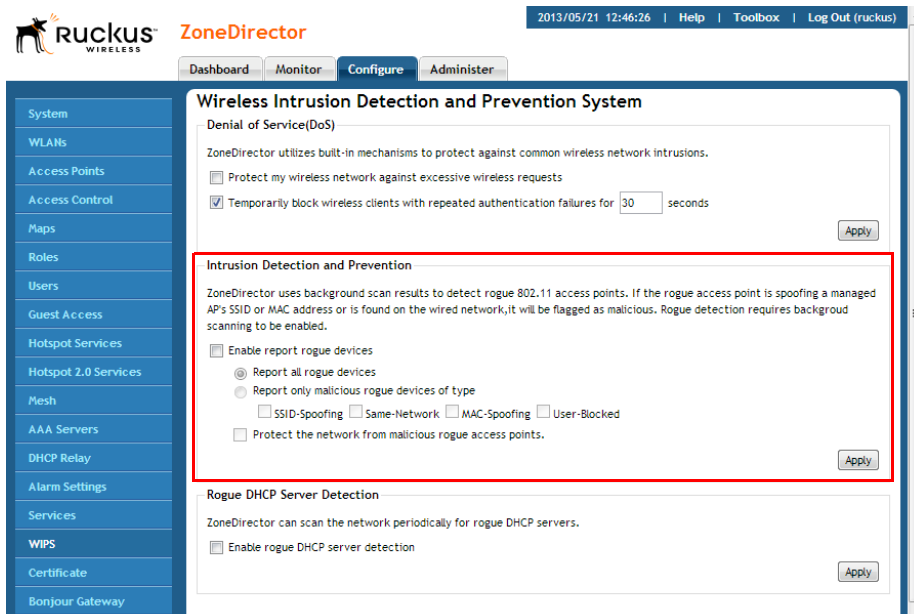 2013/05/21 12:46:26 | Help | Toolbox | Log Out (ruckus)
RUCKUS
WIRELESS
ZoneDirector
Dashboard Monitor Configure Administer
System
WLANs
Access Points
Access Control
Maps
Roles
Users
Guest Access
Hotspot Services
Hotspot 2.0 Services
Mesh
AAA Servers
DHCP Relay
Alarm Settings
Services
WIPS
Certificate
Bonjour Gateway
Wireless Intrusion Detection and Prevention System
Denial of Service(DoS)
ZoneDirector utilizes built-in mechanisms to protect against common wireless network intrusions.
Protect my wireless network against excessive wireless requests
Temporarily block wireless clients with repeated authentication failures for 30 seconds
Apply
Intrusion Detection and Prevention
ZoneDirector uses background scan results to detect rogue 802.11 access points. If the rogue access point is spoofing a managed
AP's SSID or MAC address or is found on the wired network,it will be flagged as malicious. Rogue detection requires backgroud
scanning to be enabled.
Enable report rogue devices
Report all rogue devices
Report only malicious rogue devices of type
SSID-Spoofing Same-Network MAC-Spoofing User-Blocked
Protect the network from malicious rogue access points.
Apply
Rogue DHCP Server Detection
ZoneDirector can scan the network periodically for rogue DHCP servers.
Enable rogue DHCP server detection
Apply